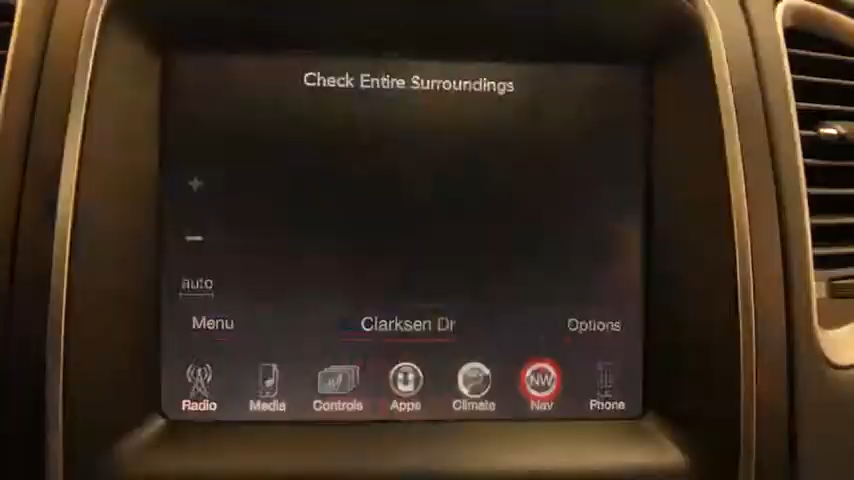 Check Entire Surroundings
+
−
auto
Menu Clarksen Dr Options
NW
Radio Media Controls Apps Climate Nav Phone